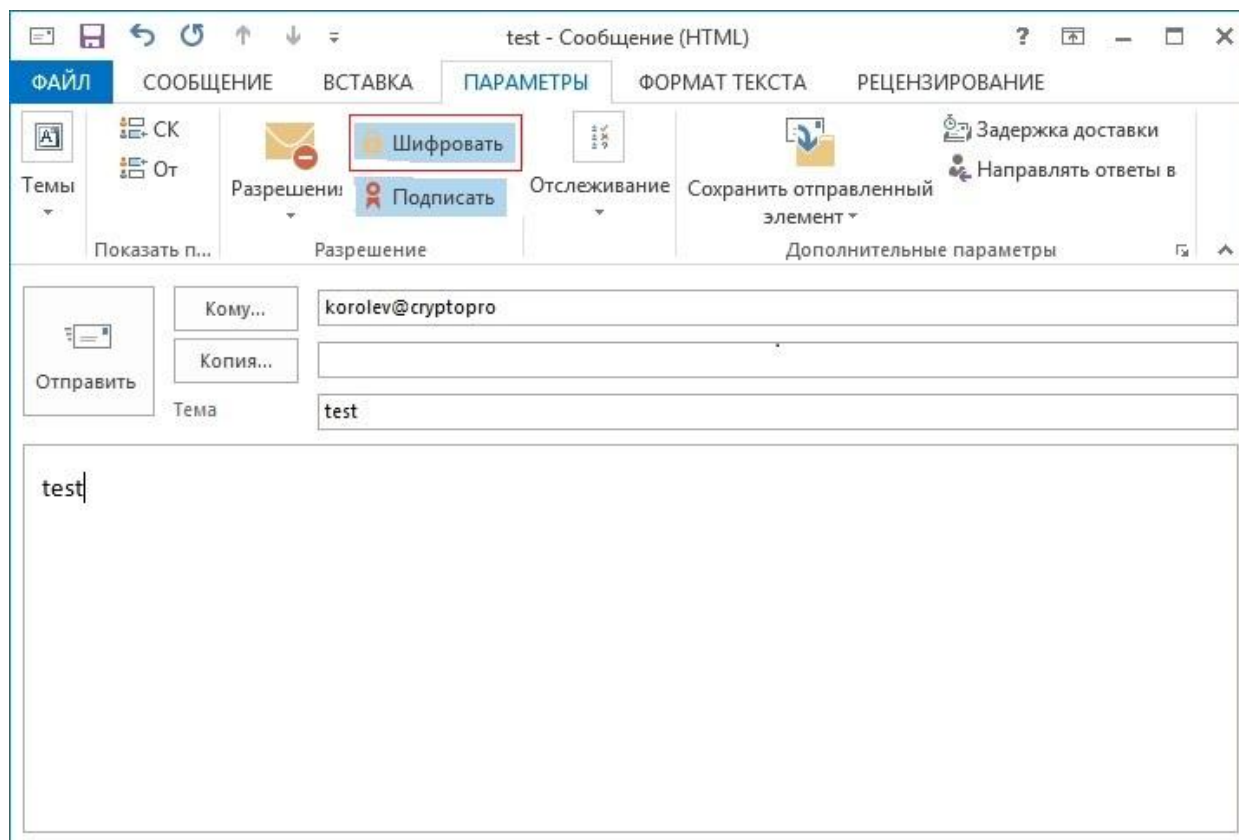 test - Сообщение (HTML)
ФАЙЛ СООБЩЕНИЕ ВСТАВКА ПАРАМЕТРЫ ФОРМАТ ТЕКСТА РЕЦЕНЗИРОВАНИЕ
Темы
СК
От
Показать п...
Разрешени
Шифровать
Подписать
Разрешение
Отслеживание
Сохранить отправленный
элемент
Задержка доставки
Направлять ответы в
Дополнительные параметры
Отправить
Кому... korolev@cryptopro
Копия...
Тема test
test